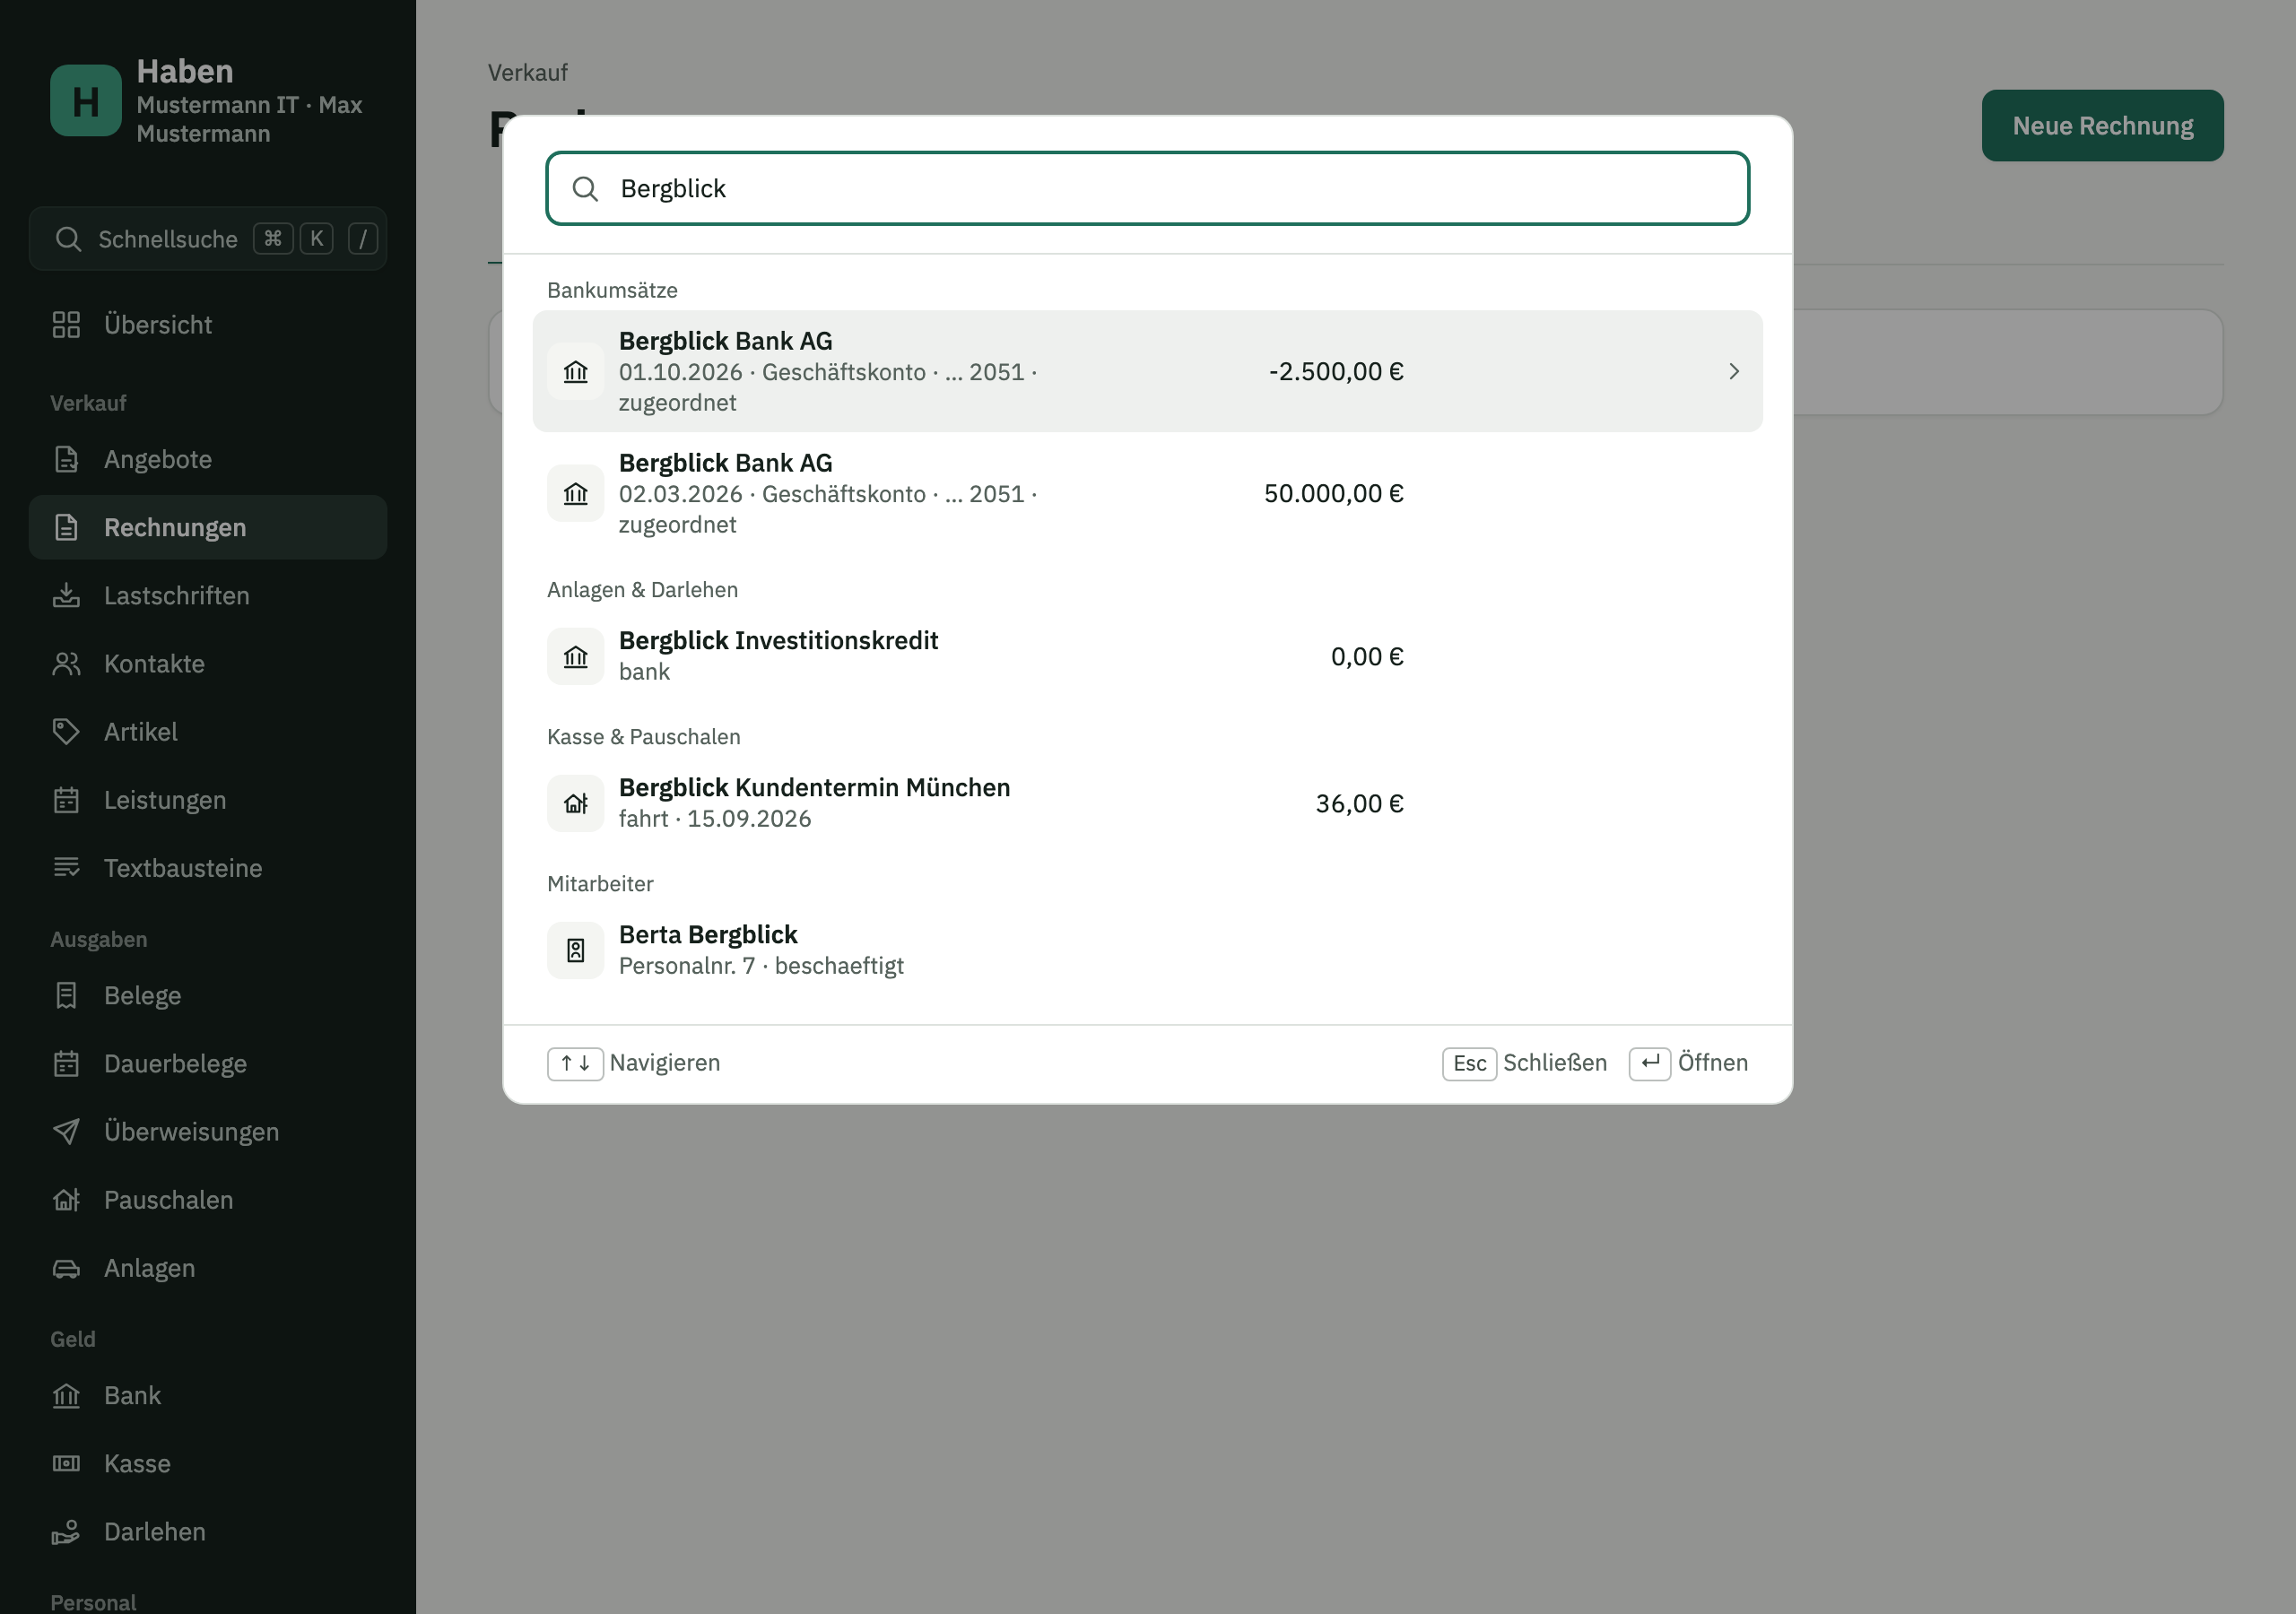 H
Haben
Mustermann IT · Max
Mustermann
Schnellsuche ⌘ K /
Übersicht
Verkauf
Angebote
Rechnungen
Lastschriften
Kontakte
Artikel
Leistungen
Textbausteine
Ausgaben
Belege
Dauerbelege
Überweisungen
Pauschalen
Anlagen
Geld
Bank
Kasse
Darlehen
Personal
Verkauf
Neue Rechnung
Bergblick
Bankumsätze
Bergblick Bank AG
01.10.2026 · Geschäftskonto · … 2051 ·
zugeordnet
-2.500,00 €
Bergblick Bank AG
02.03.2026 · Geschäftskonto · … 2051 ·
zugeordnet
50.000,00 €
Anlagen & Darlehen
Bergblick Investitionskredit
bank
0,00 €
Kasse & Pauschalen
Bergblick Kundentermin München
fahrt · 15.09.2026
36,00 €
Mitarbeiter
Berta Bergblick
Personalnr. 7 · beschaeftigt
↑↓ Navigieren
Esc Schließen ↵ Öffnen